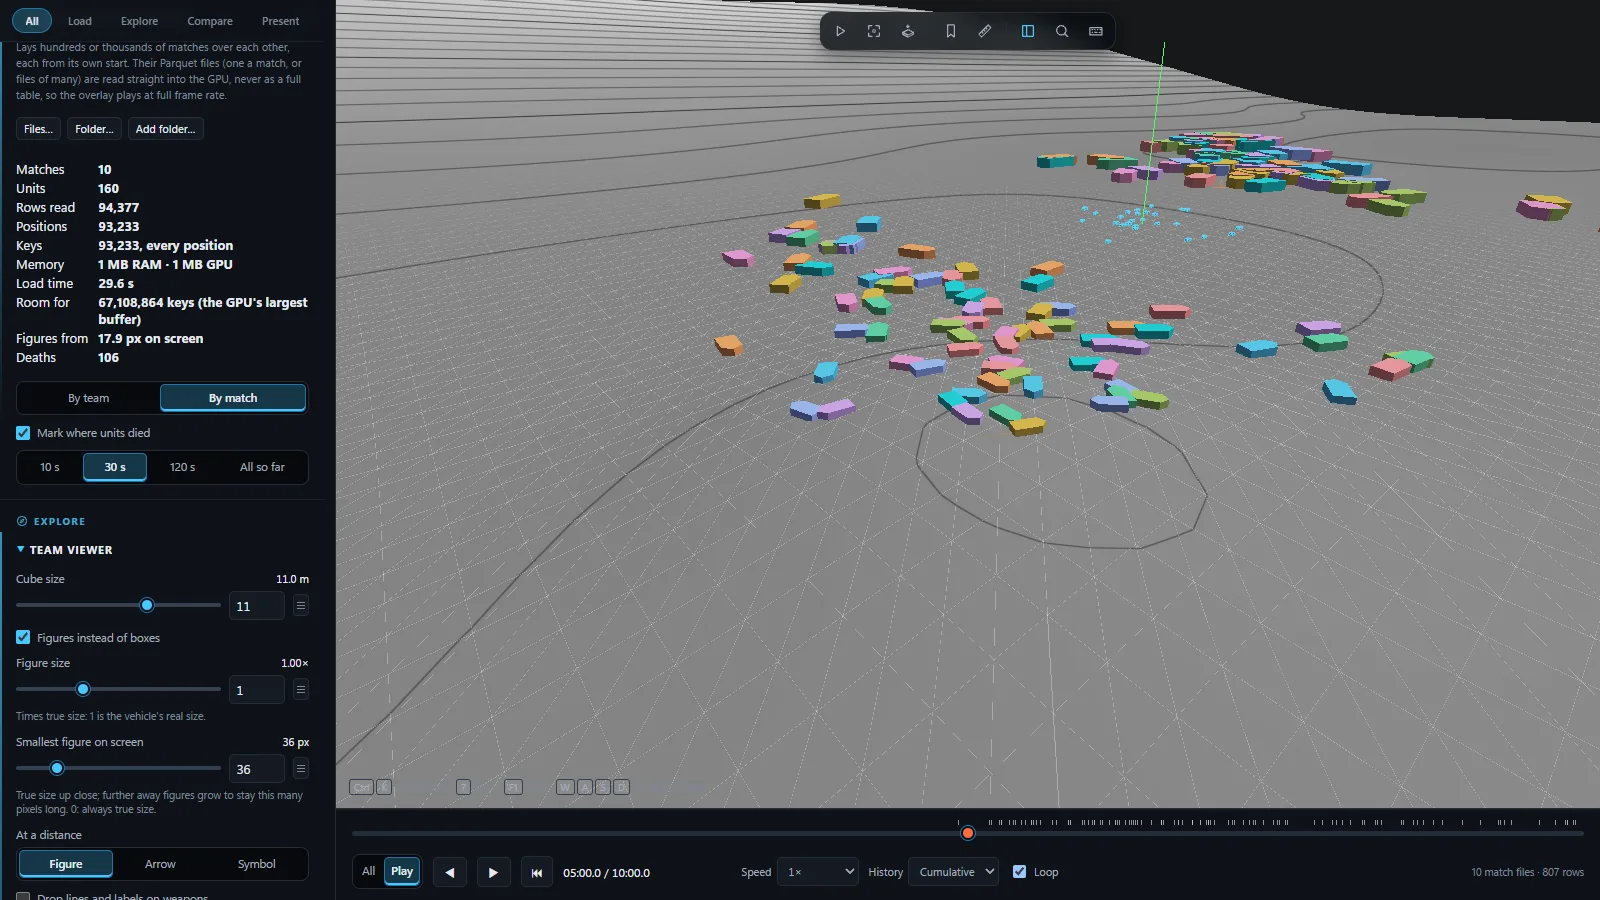 All Load Explore Compare Present
Lays hundreds or thousands of matches over each other,
each from its own start. Their Parquet files (one a match, or
files of many) are read straight into the GPU, never as a full
table, so the overlay plays at full frame rate.
Files... Folder... Add folder...
Matches 10
Units 160
Rows read 94,377
Positions 93,233
Keys 93,233, every position
Memory 1 MB RAM · 1 MB GPU
Load time 29.6 s
Room for 67,108,864 keys (the GPU's largest
buffer)
Figures from 17.9 px on screen
Deaths 106
By team By match
Mark where units died
10 s 30 s 120 s All so far
EXPLORE
TEAM VIEWER
Cube size 11.0 m
11
Figures instead of boxes
Figure size 1.00×
1
Times true size: 1 is the vehicle's real size.
Smallest figure on screen 36 px
36
True size up close; further away figures grow to stay this many
pixels long. 0: always true size.
At a distance
Figure Arrow Symbol
Drop lines and labels on weapons
Ctrl K ? F1 W A S D
All Play 05:00.0 / 10:00.0 Speed 1× History Cumulative Loop 10 match files · 807 rows